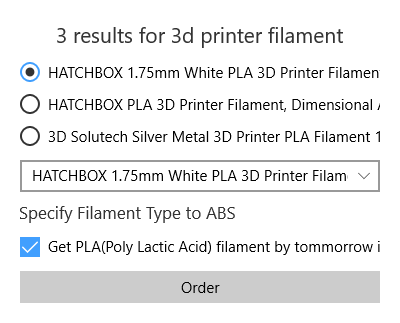 3 results for 3d printer filament
HATCHBOX 1.75mm White PLA 3D Printer Filamen
HATCHBOX PLA 3D Printer Filament, Dimensional
3D Solutech Silver Metal 3D Printer PLA Filament 1
HATCHBOX 1.75mm White PLA 3D Printer Filam
Specify Filament Type to ABS
Get PLA(Poly Lactic Acid) filament by tommorrow i
Order